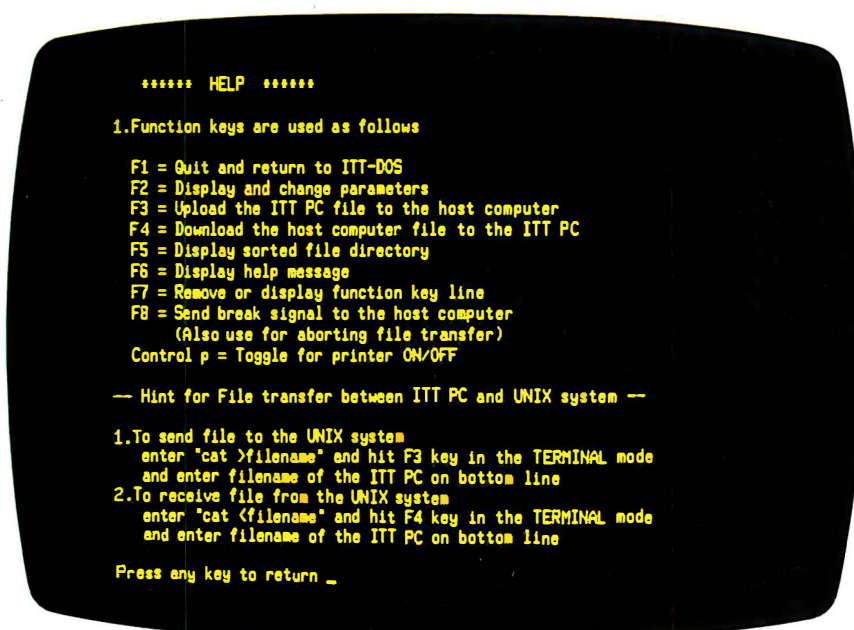 ****** HELP ******
1.Function keys are used as follows
F1 = Quit and return to ITT-DOS
F2 = Display and change parameters
F3 = Upload the ITT PC file to the host computer
F4 = Download the host computer file to the ITT PC
F5 = Display sorted file directory
F6 = Display help message
F7 = Remove or display function key line
F8 = Send break signal to the host computer
(Also use for aborting file transfer)
Control p = Toggle for printer ON/OFF
-- Hint for File transfer between ITT PC and UNIX system --
1.To send file to the UNIX system
enter "cat >filename" and hit F3 key in the TERMINAL mode
and enter filename of the ITT PC on bottom line
2.To receive file from the UNIX system
enter "cat <filename" and hit F4 key in the TERMINAL mode
and enter filename of the ITT PC on bottom line
Press any key to return _